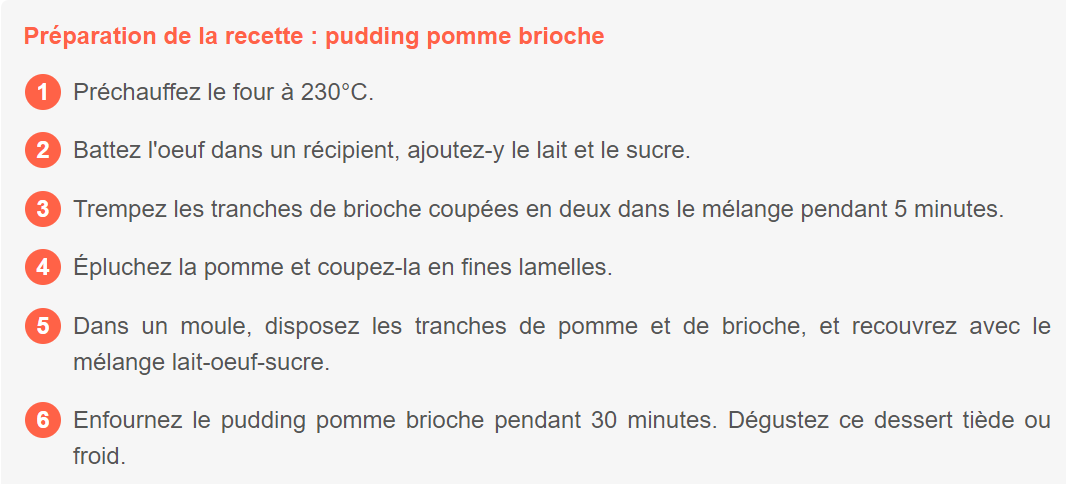 Préparation de la recette : pudding pomme brioche
1 Préchauffez le four à 230°C.
2 Battez l'oeuf dans un récipient, ajoutez-y le lait et le sucre.
3 Trempez les tranches de brioche coupées en deux dans le mélange pendant 5 minutes.
4 Épluchez la pomme et coupez-la en fines lamelles.
5 Dans un moule, disposez les tranches de pomme et de brioche, et recouvrez avec le
mélange lait-oeuf-sucre.
6 Enfournez le pudding pomme brioche pendant 30 minutes. Dégustez ce dessert tiède ou
froid.